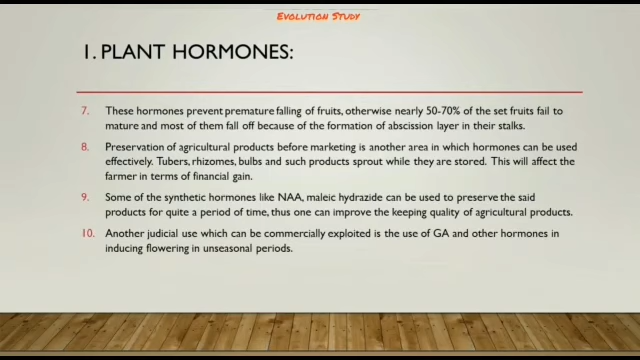 Evolution Study
1. PLANT HORMONES:
7. These hormones prevent premature falling of fruits, otherwise nearly 50-70% of the set fruits fail to
mature and most of them fall off because of the formation of abscission layer in their stalks.
8. Preservation of agricultural products before marketing is another area in which hormones can be used
effectively. Tubers, rhizomes, bulbs and such products sprout while they are stored. This will affect the
farmer in terms of financial gain.
9. Some of the synthetic hormones like NAA, maleic hydrazide can be used to preserve the said
products for quite a period of time, thus one can improve the keeping quality of agricultural products.
10. Another judicial use which can be commercially exploited is the use of GA and other hormones in
inducing flowering in unseasonal periods.